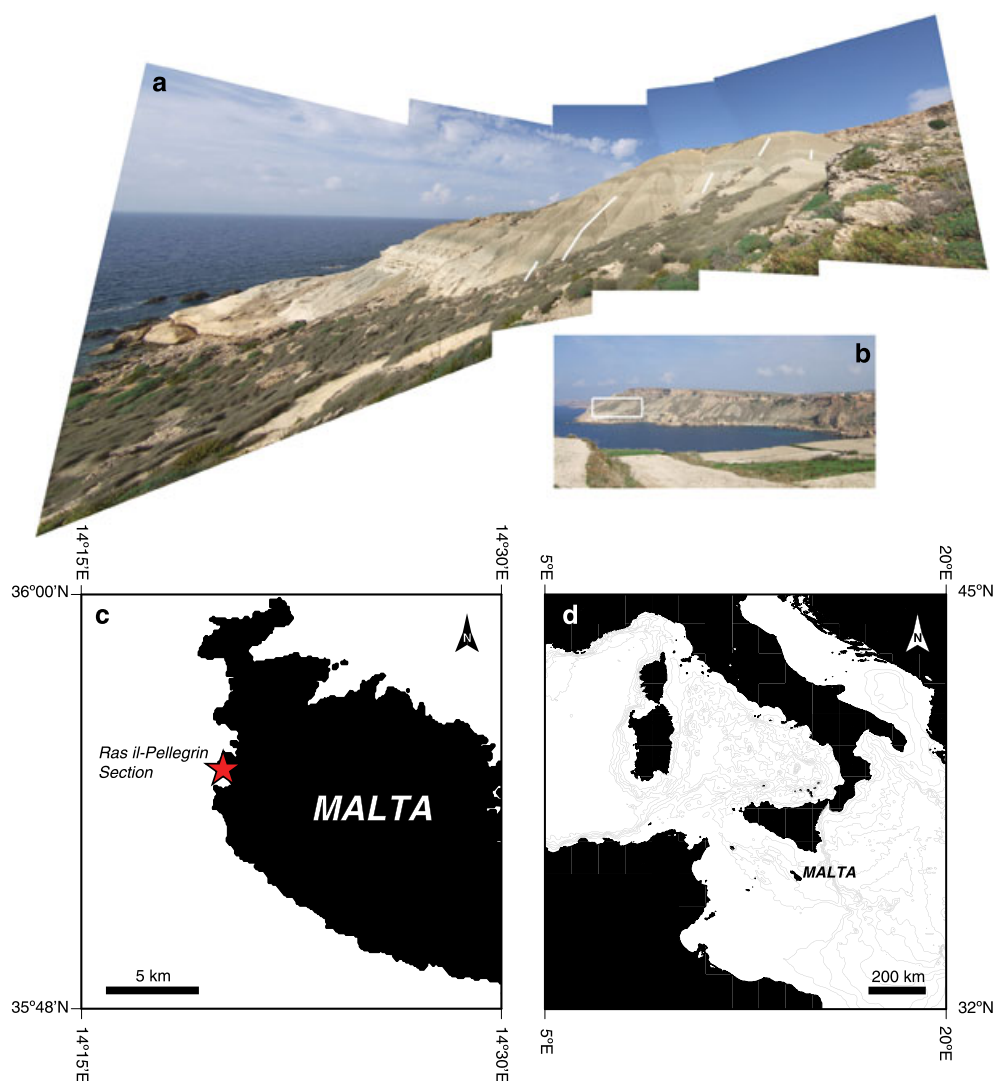 a
b
14°15'E
14°30'E
5°E
20°E
36°00'N
45°N
c
N
d
N
Ras il-Pellegrin
Section
MALTA
MALTA
5 km
200 km
35°48'N
32°N
14°15'E
14°30'E
5°E
20°E